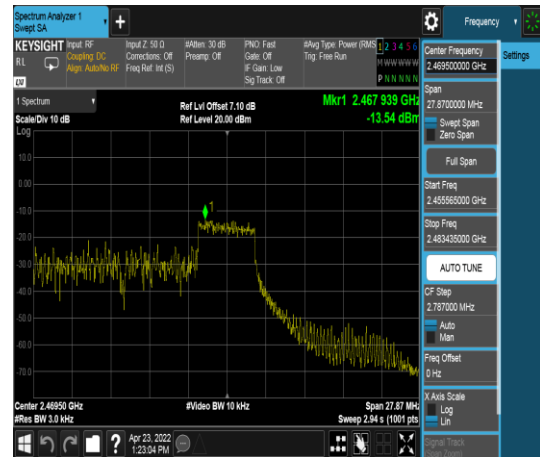 Spectrum Analyzer 1
Swept SA
+
Frequency
KEYSIGHT
RL
LXI
Input: RF
Coupling: DC
Align: Auto/No RF
Input Z: 50 Ω
Corrections: Off
Freq Ref: Int (S)
#Atten: 30 dB
Preamp: Off
PNO: Fast
Gate: Off
IF Gain: Low
Sig Track: Off
#Avg Type: Power (RMS
Trig: Free Run
1 2 3 4 5 6
M W W W W W
P N N N N N
1 Spectrum
Scale/Div 10 dB
Ref Lvl Offset 7.10 dB
Ref Level 20.00 dBm
Mkr1 2.467 939 GHz
-13.54 dBm
Log
10.0
0.00
-10.0
-20.0
-30.0
-40.0
-50.0
-60.0
-70.0
1
Center 2.46950 GHz
#Res BW 3.0 kHz
#Video BW 10 kHz
Span 27.87 MHz
Sweep 2.94 s (1001 pts)
Apr 23, 2022
1:23:04 PM
?
Center Frequency
2.469500000 GHz
Span
27.8700000 MHz
Swept Span
Zero Span
Full Span
Start Freq
2.455565000 GHz
Stop Freq
2.483435000 GHz
AUTO TUNE
CF Step
2.787000 MHz
Auto
Man
Freq Offset
0 Hz
X Axis Scale
Log
Lin
Signal Track
(Span Zoom)
Settings